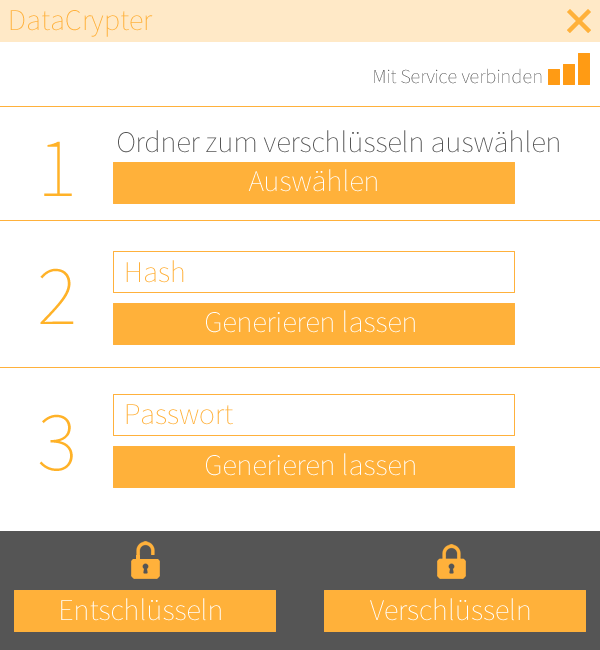 DataCrypter
Mit Service verbinden
1
Ordner zum verschlüsseln auswählen
Auswählen
2
Hash
Generieren lassen
3
Passwort
Generieren lassen
Entschlüsseln
Verschlüsseln